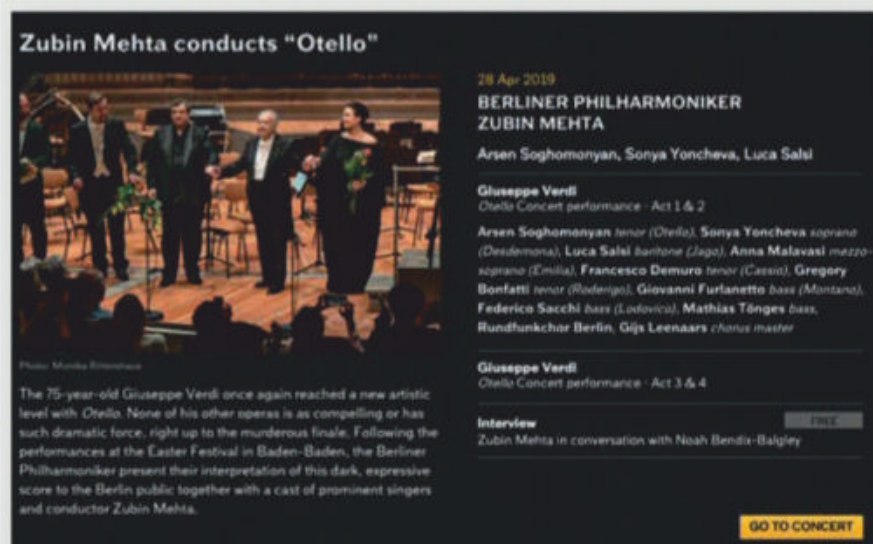 Zubin Mehta conducts “Otello”
Photo: Monika Rittershaus
The 75-year-old Giuseppe Verdi once again reached a new artistic
level with Otello. None of his other operas is as compelling or has
such dramatic force, right up to the murderous finale. Following the
performances at the Easter Festival in Baden-Baden, the Berliner
Philharmoniker present their interpretation of this dark, expressive
score to the Berlin public together with a cast of prominent singers
and conductor Zubin Mehta.
28 Apr 2019
BERLINER PHILHARMONIKER
ZUBIN MEHTA
Arsen Soghomonyan, Sonya Yoncheva, Luca Salsi
Giuseppe Verdi
Otello Concert performance · Act 1 & 2
Arsen Soghomonyan tenor (Otello), Sonya Yoncheva soprano
(Desdemona), Luca Salsi baritone (Jago), Anna Malavasi mezzo-
soprano (Emilia), Francesco Demuro tenor (Cassio), Gregory
Bonfatti tenor (Roderigo), Giovanni Furlanetto bass (Montano),
Federico Sacchi bass (Lodovico), Mathias Tönges bass,
Rundfunkchor Berlin, Gijs Leenaars chorus master
Giuseppe Verdi
Otello Concert performance · Act 3 & 4
Interview
FREE
Zubin Mehta in conversation with Noah Bendix-Balgley
GO TO CONCERT